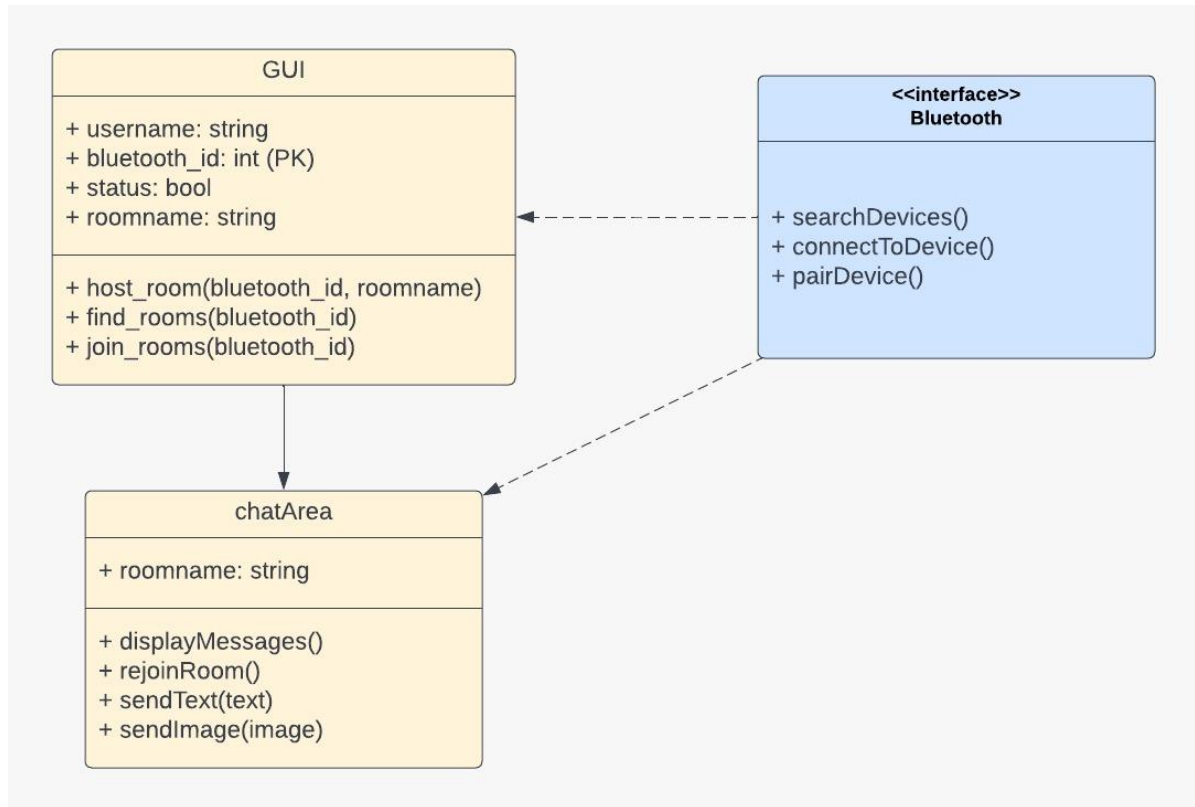 GUI
+ username: string
+ bluetooth_id: int (PK)
+ status: bool
+ roomname: string
+ host_room(bluetooth_id, roomname)
+ find_rooms(bluetooth_id)
+ join_rooms(bluetooth_id)
<<interface>>
Bluetooth
+ searchDevices()
+ connectToDevice()
+ pairDevice()
chatArea
+ roomname: string
+ displayMessages()
+ rejoinRoom()
+ sendText(text)
+ sendImage(image)